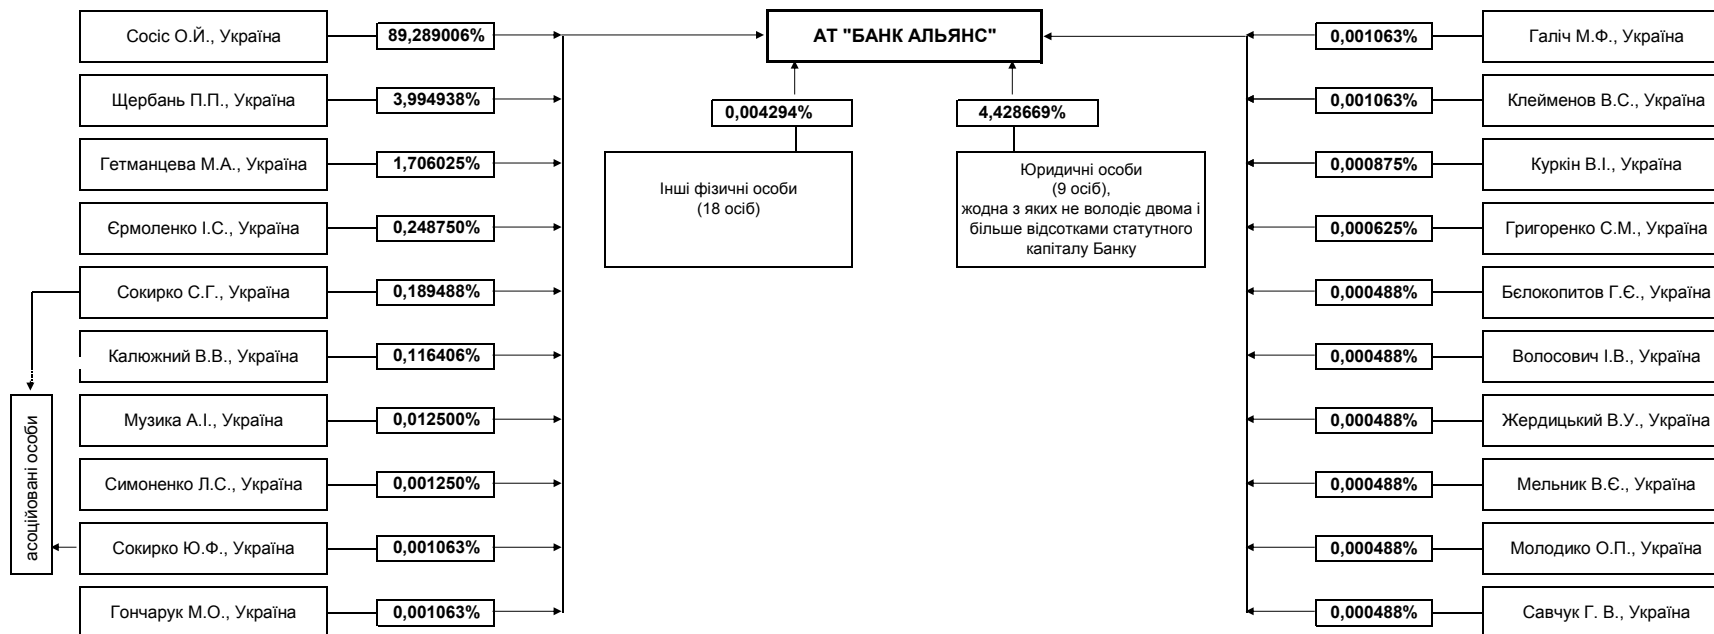 Сосіс О.Й., Україна
89,289006%
Щербань П.П., Україна
3,994938%
Гетманцева М.А., Україна
1,706025%
Єрмоленко І.С., Україна
0,248750%
Сокирко С.Г., Україна
0,189488%
Калюжний В.В., Україна
0,116406%
Музика А.І., Україна
0,012500%
Симоненко Л.С., Україна
0,001250%
Сокирко Ю.Ф., Україна
0,001063%
Гончарук М.О., Україна
0,001063%
асоційовані особи
АТ "БАНК АЛЬЯНС"
0,004294%
Інші фізичні особи
(18 осіб)
4,428669%
Юридичні особи
(9 осіб),
жодна з яких не володіє двома і
більше відсотками статутного
капіталу Банку
0,001063%
Галіч М.Ф., Україна
0,001063%
Клейменов В.С., Україна
0,000875%
Куркін В.І., Україна
0,000625%
Григоренко С.М., Україна
0,000488%
Бєлокопитов Г.Є., Україна
0,000488%
Волосович І.В., Україна
0,000488%
Жердицький В.У., Україна
0,000488%
Мельник В.Є., Україна
0,000488%
Молодико О.П., Україна
0,000488%
Савчук Г. В., Україна